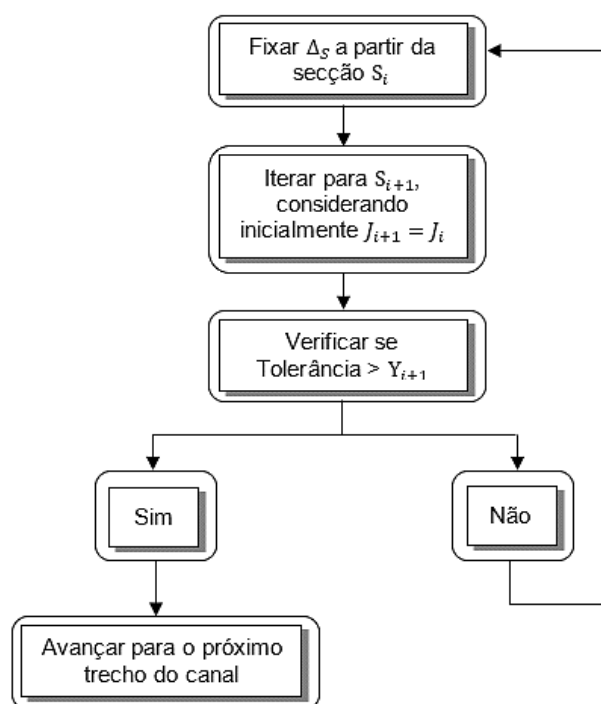 Fixar Δ_S a partir da
secção S_i
Iterar para S_{i+1},
considerando
inicialmente J_{i+1} = J_i
Verificar se
Tolerância > Y_{i+1}
Sim
Não
Avançar para o próximo
trecho do canal